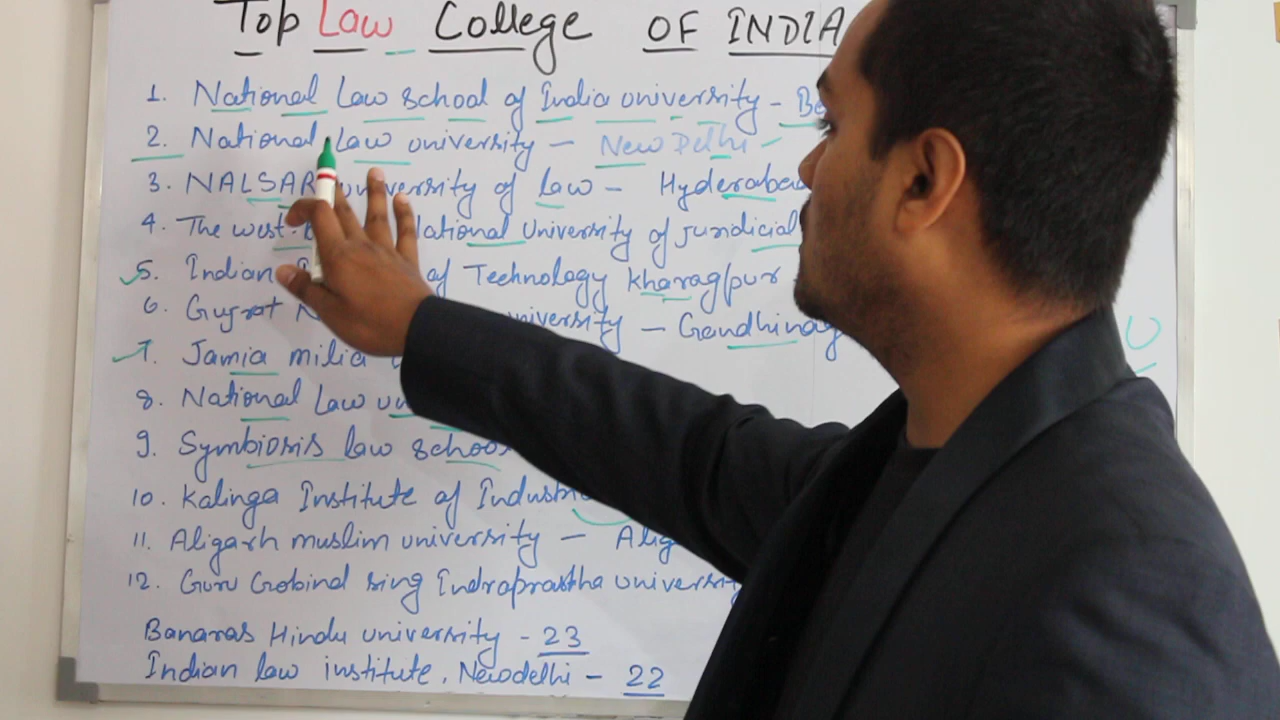 Top Law College OF INDIA
1. National Law school of India university - Be
2. National Law university - New Delhi
3. NALSAR university of Law - Hyderabad
4. The west National university of juridicial
5. Indian of Technology kharagpur
6. Gujrat university - Gandhinag
7. Jamia milia
8. National Law un
9. Symbiosis law school
10. Kalinga Institute of Industri
11. Aligarh muslim university - Alig
12. Guru Gobind sing Indraprastha university
Banaras Hindu university - 23
Indian law institute, Newdelhi - 22
U